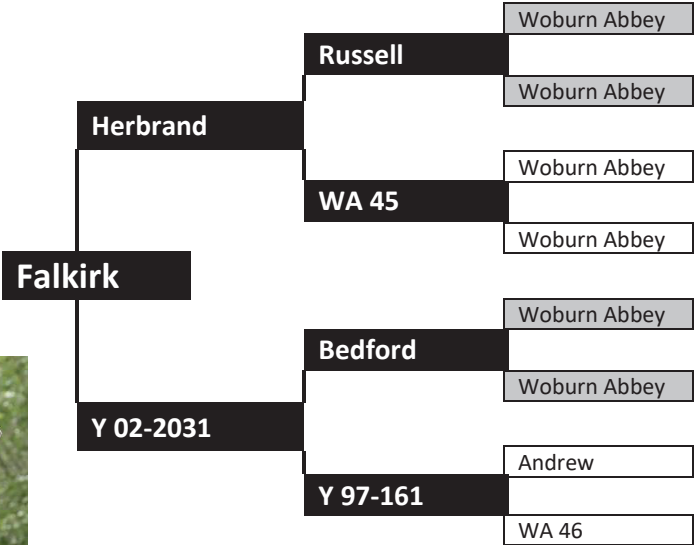 Woburn Abbey
Russell
Woburn Abbey
Herbrand
Woburn Abbey
WA 45
Woburn Abbey
Falkirk
Woburn Abbey
Bedford
Woburn Abbey
Y 02-2031
Andrew
Y 97-161
WA 46